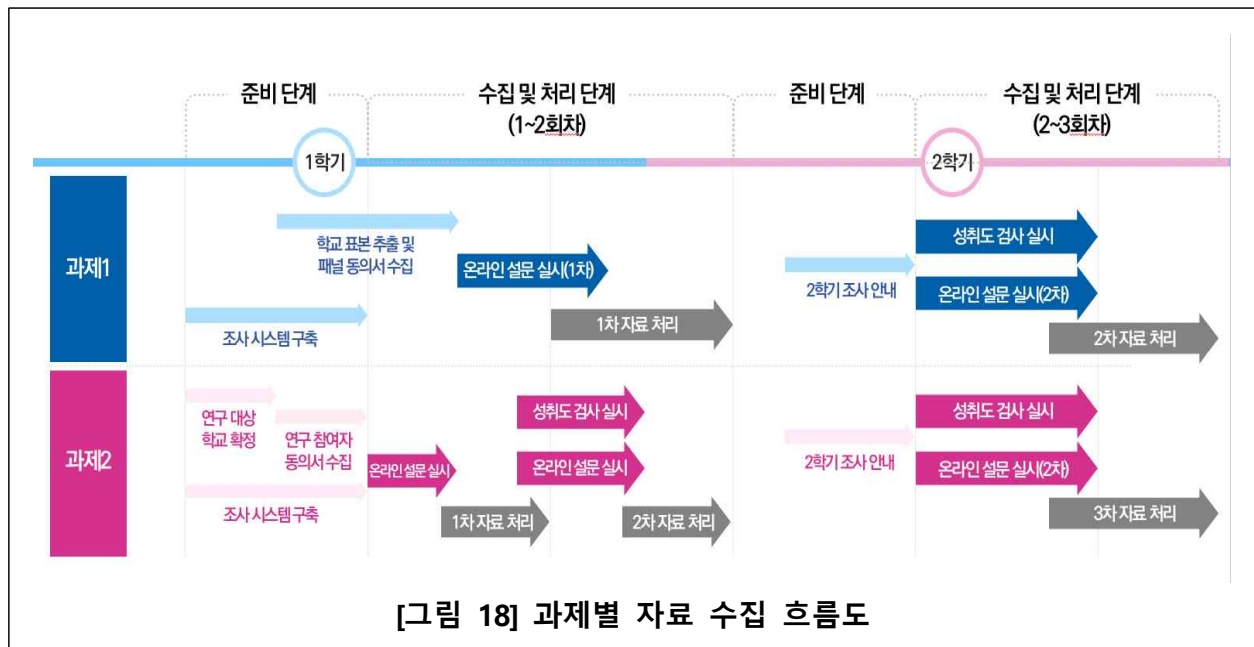 준비 단계
수집 및 처리 단계
(1~2회차)
준비 단계
수집 및 처리 단계
(2~3회차)
1학기
2학기
과제1
학교 표본 추출 및
패널 동의서 수집
온라인 설문 실시(1차)
조사 시스템 구축
1차 자료 처리
2학기 조사 안내
성취도 검사 실시
온라인 설문 실시(2차)
2차 자료 처리
과제2
연구 대상
학교 확정
연구 참여자
동의서 수집
조사 시스템 구축
온라인 설문 실시
1차 자료 처리
성취도 검사 실시
온라인 설문 실시
2차 자료 처리
2학기 조사 안내
성취도 검사 실시
온라인 설문 실시(2차)
3차 자료 처리
[그림 18] 과제별 자료 수집 흐름도